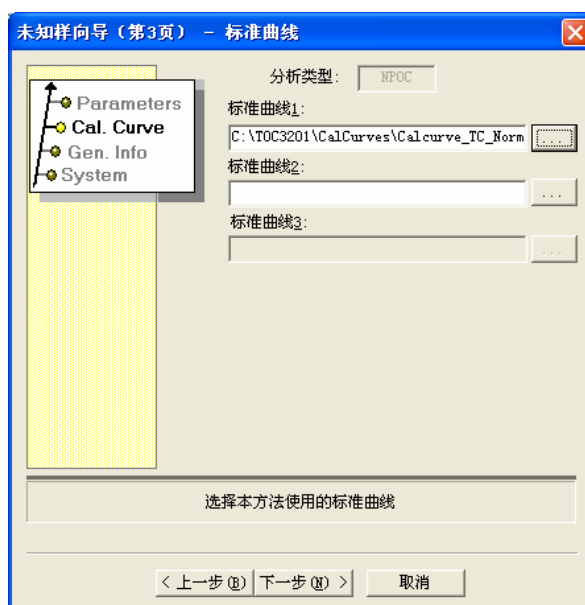 未知样向导（第3页） - 标准曲线
Parameters
Cal. Curve
Gen. Info
System
分析类型: NPOC
标准曲线1:
C:\TOC3201\CalCurves\Calcurve_TC_Norm ...
标准曲线2:
...
标准曲线3:
...
选择本方法使用的标准曲线
< 上一步(B) 下一步(N) > 取消